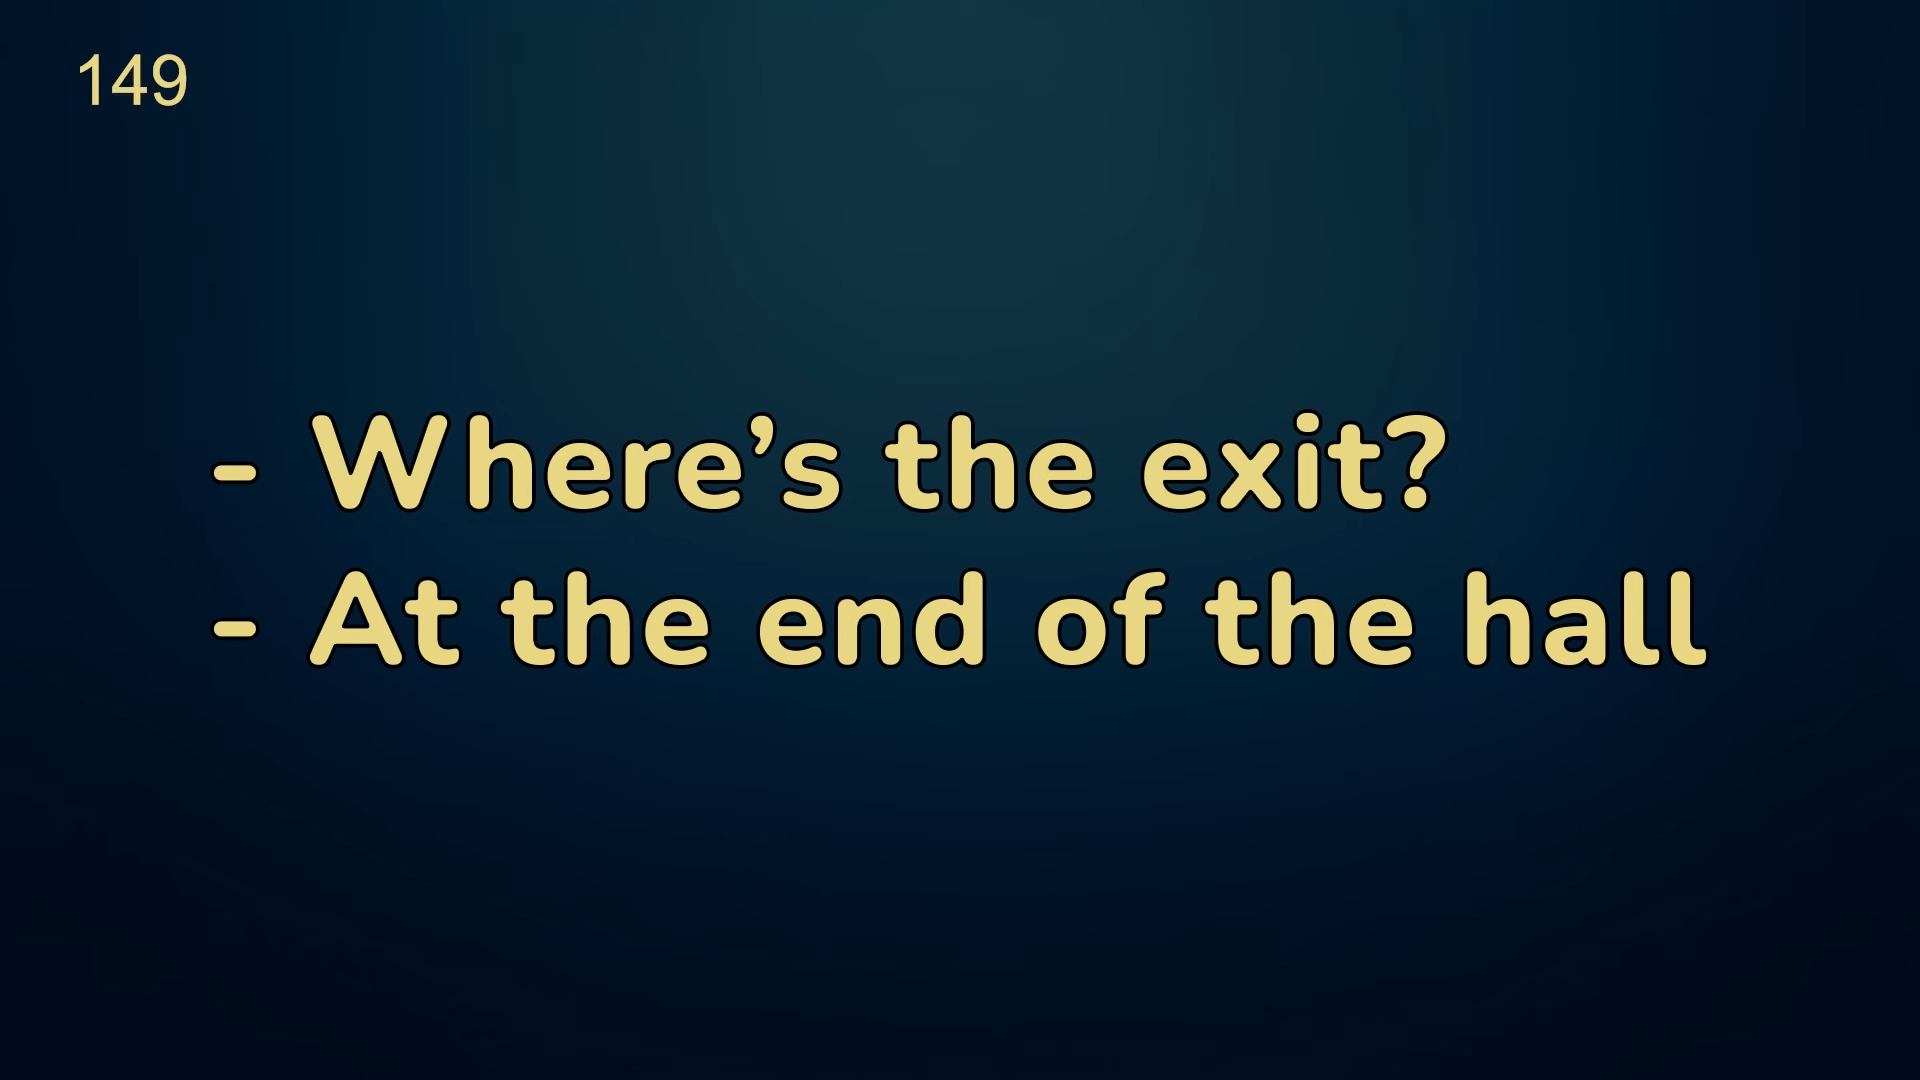 149
- Where’s the exit?
- At the end of the hall